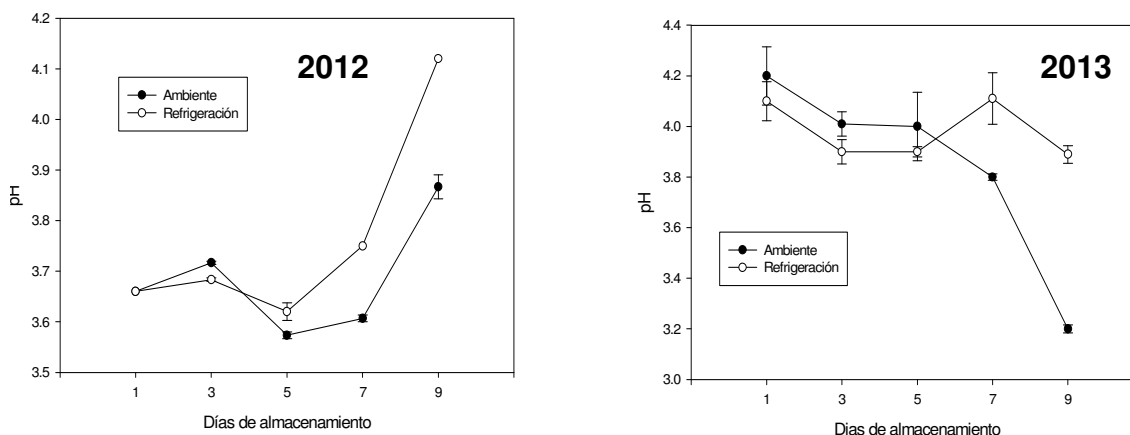 4.2
4.1
4.0
3.9
3.8
3.7
3.6
3.5
pH
2012
Ambiente
Refrigeración
1 3 5 7 9
Días de almacenamiento
4.4
4.2
4.0
3.8
3.6
3.4
3.2
3.0
pH
2013
Ambiente
Refrigeración
1 3 5 7 9
Dias de almacenamiento